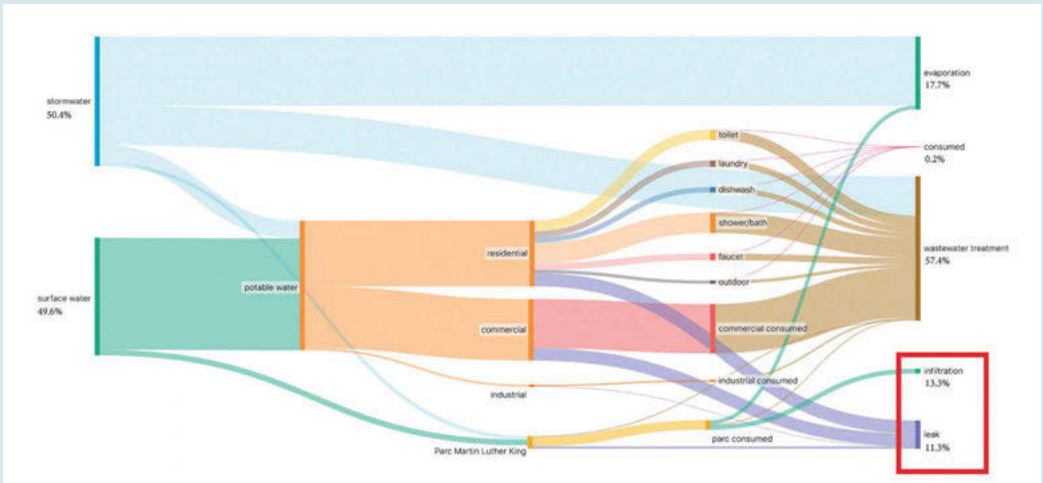 stormwater
50.4%
surface water
49.6%
potable water
residential
commercial
industrial
Parc Martin Luther King
toilet
laundry
dishwash
shower/bath
faucet
outdoor
commercial consumed
industrial consumed
parc consumed
evaporation
17.7%
consumed
0.2%
wastewater treatment
57.4%
infiltration
13.3%
leak
11.3%